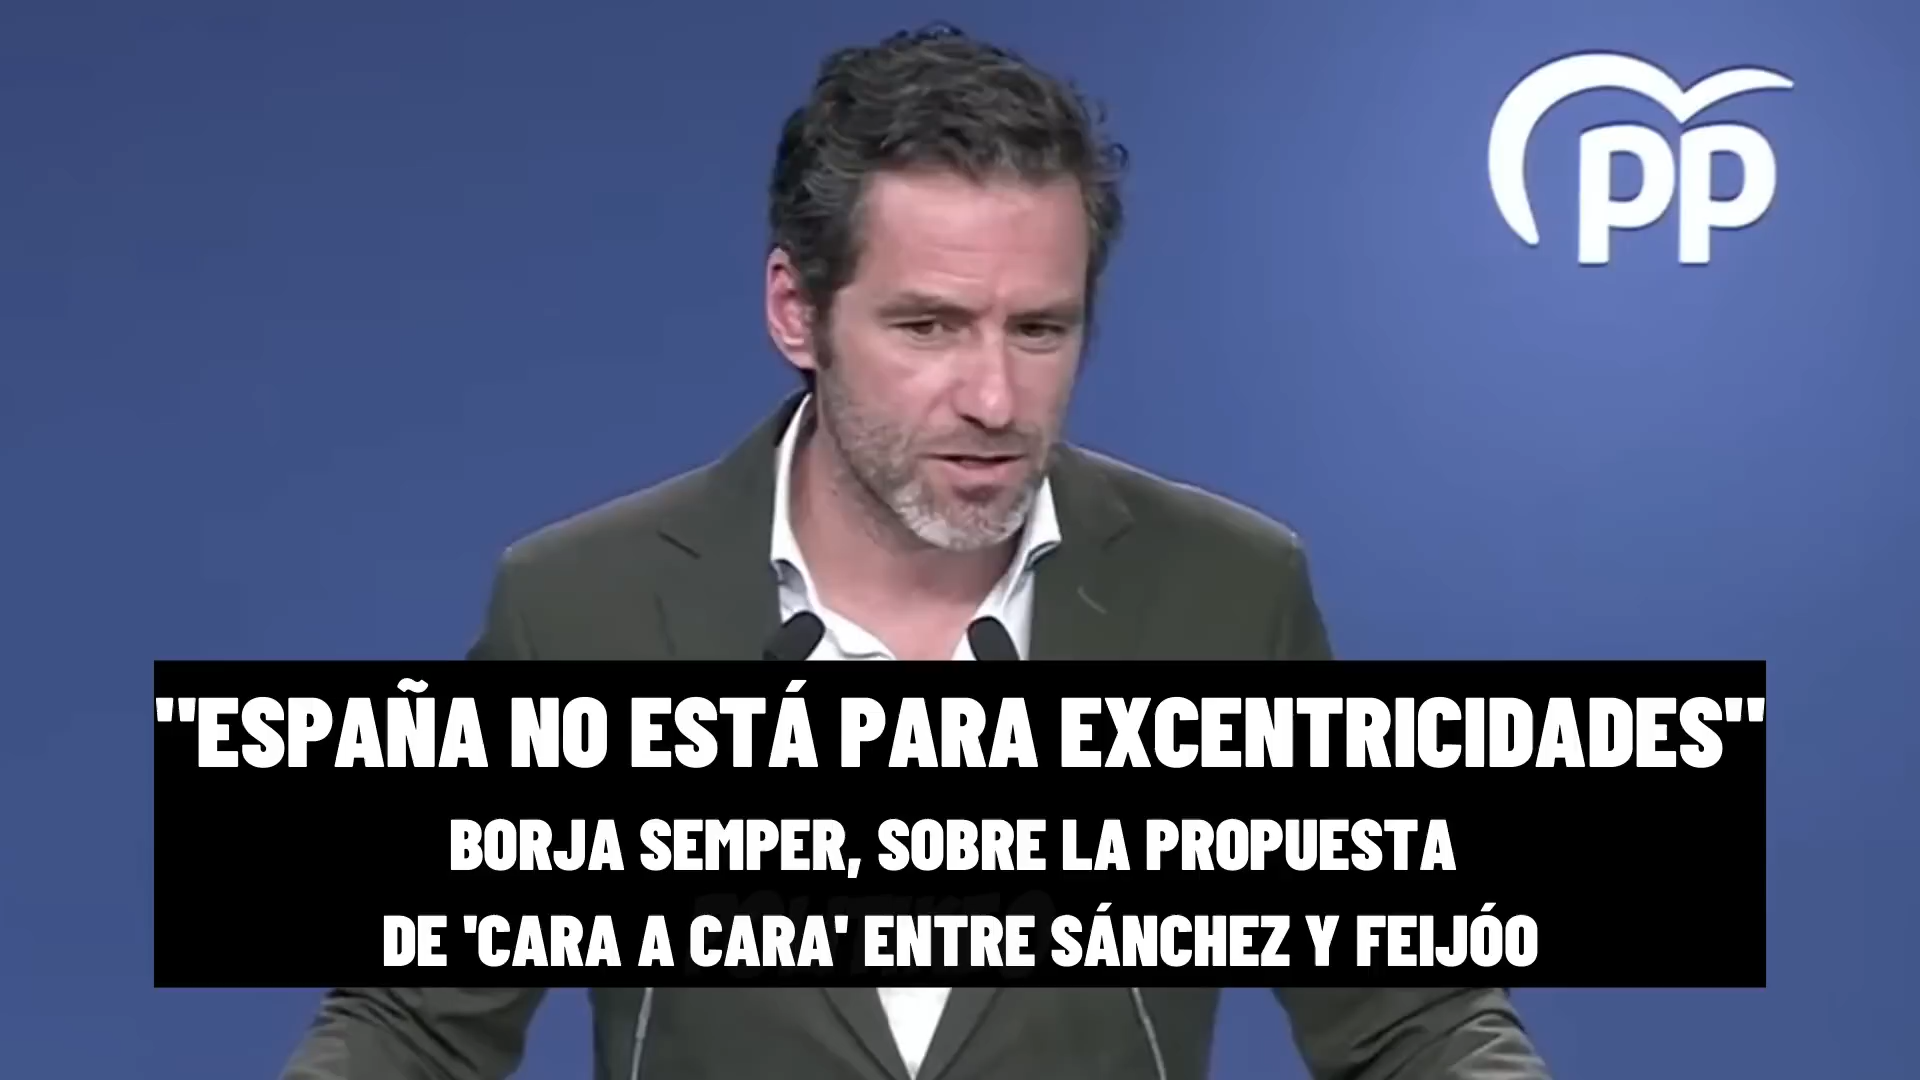 pp
"ESPAÑA NO ESTÁ PARA EXCENTRICIDADES"
BORJA SEMPER, SOBRE LA PROPUESTA
DE 'CARA A CARA' ENTRE SÁNCHEZ Y FEIJÓO